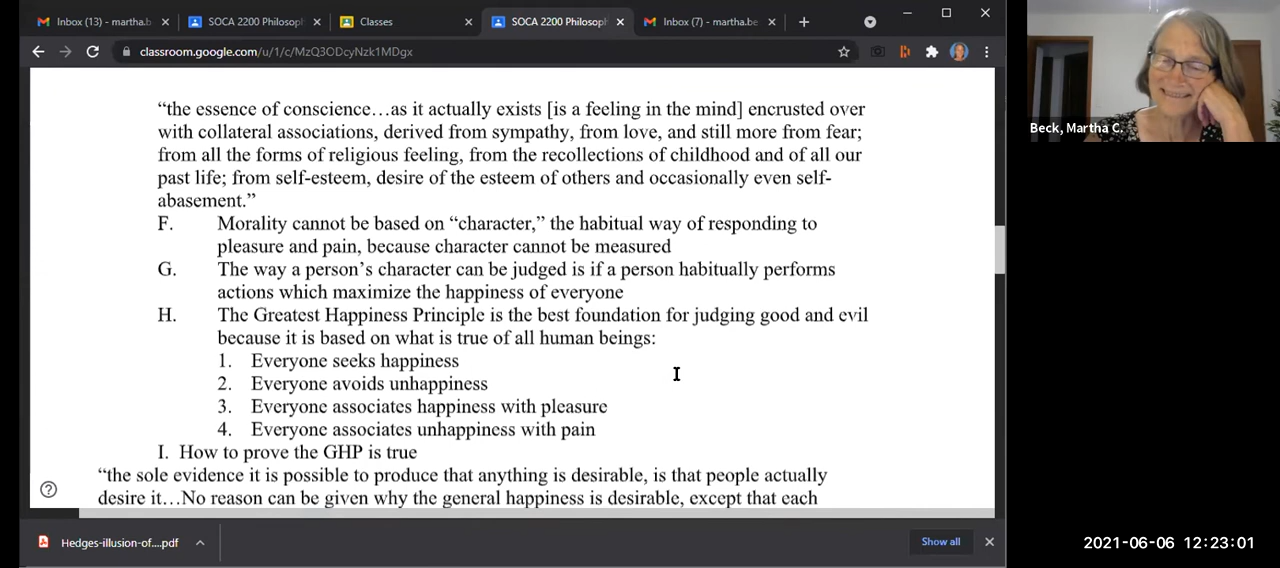 Inbox (13) - martha.b
SOCA 2200 Philosoph
Classes
SOCA 2200 Philosoph
Inbox (7) - martha.be
classroom.google.com/u/1/c/MzQ3ODcyNzk1MDgx
“the essence of conscience…as it actually exists [is a feeling in the mind] encrusted over
with collateral associations, derived from sympathy, from love, and still more from fear;
from all the forms of religious feeling, from the recollections of childhood and of all our
past life; from self-esteem, desire of the esteem of others and occasionally even self-
abasement.”
F. Morality cannot be based on “character,” the habitual way of responding to
pleasure and pain, because character cannot be measured
G. The way a person’s character can be judged is if a person habitually performs
actions which maximize the happiness of everyone
H. The Greatest Happiness Principle is the best foundation for judging good and evil
because it is based on what is true of all human beings:
1. Everyone seeks happiness
2. Everyone avoids unhappiness
3. Everyone associates happiness with pleasure
4. Everyone associates unhappiness with pain
I. How to prove the GHP is true
“the sole evidence it is possible to produce that anything is desirable, is that people actually
desire it…No reason can be given why the general happiness is desirable, except that each
Hedges-illusion-of....pdf
Show all
Beck, Martha C.
2021-06-06 12:23:01